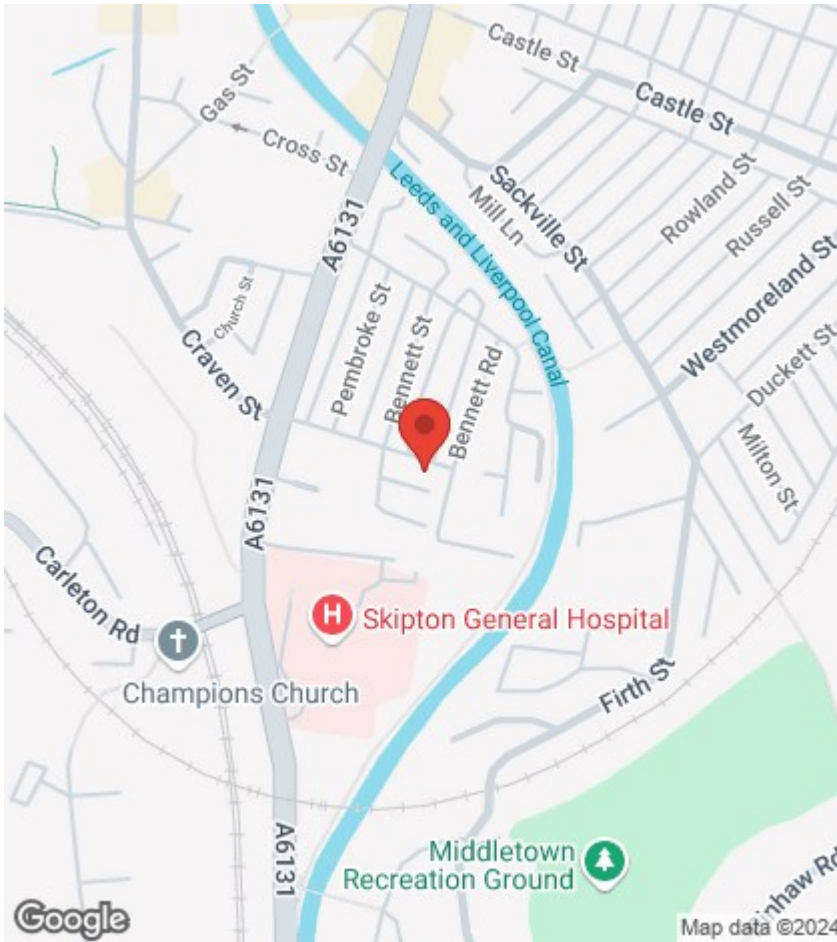 Castle St
Gas St
Castle St
Cross St
Sackville St
Rowland St
Leeds and Liverpool Canal
Mill Ln
Russell St
A6131
Westmoreland St
Church St
Pembroke St
Bennett St
Craven St
Bennett Rd
Duckett St
Milton St
A6131
Carleton Rd
H
Skipton General Hospital
Champions Church
Firth St
A6131
Middletown
Recreation Ground
inhaw Rd
Google
Map data ©2024